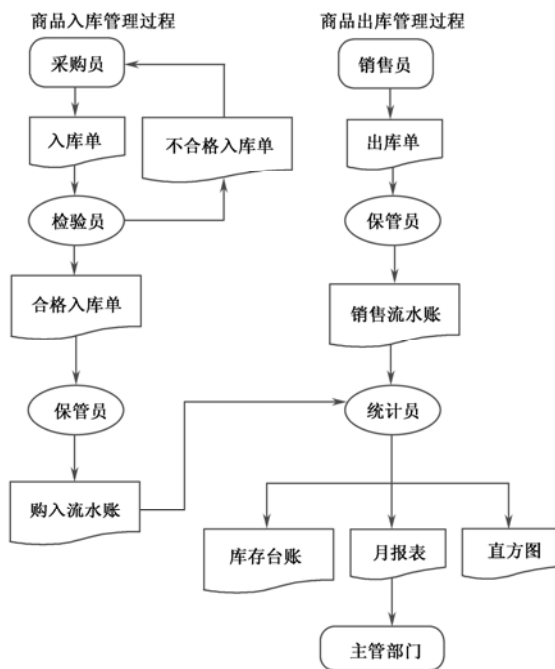 商品入库管理过程
商品出库管理过程
采购员
销售员
入库单
不合格入库单
出库单
检验员
保管员
合格入库单
销售流水账
保管员
统计员
购入流水账
库存台账
月报表
直方图
主管部门